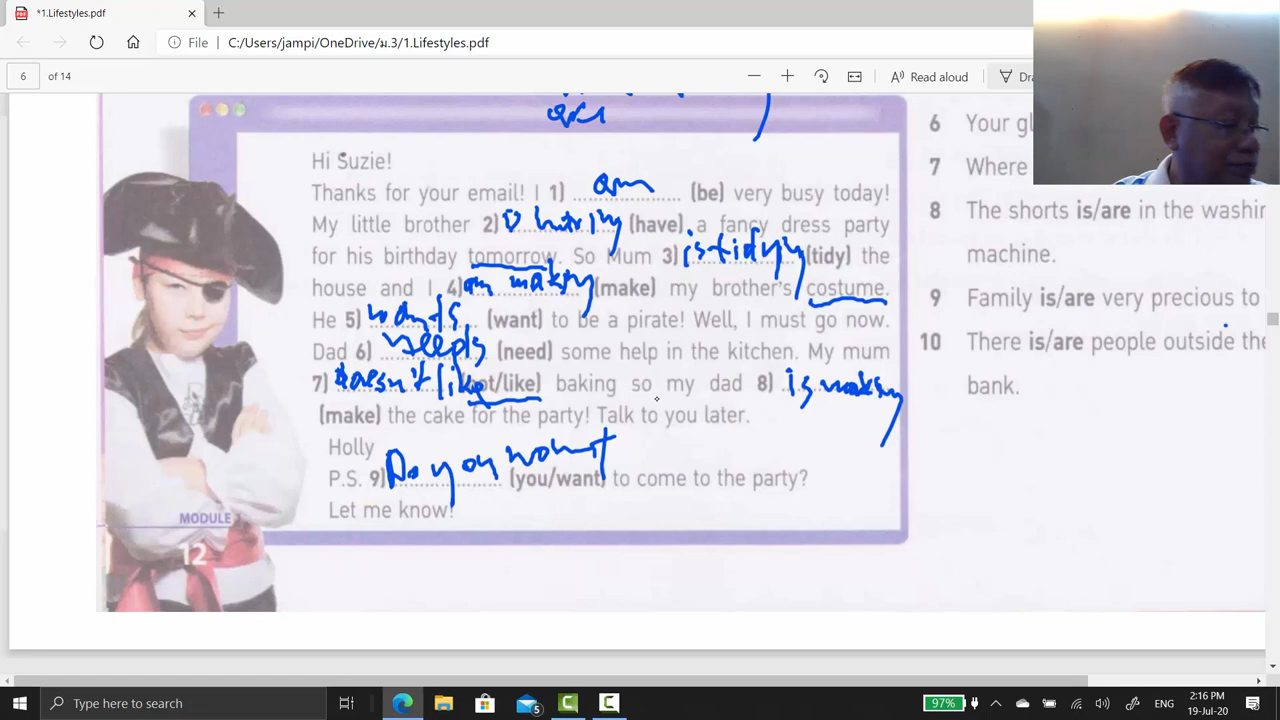 *1.Lifestyles.pdf
File C:/Users/jampi/OneDrive/ม.3/1.Lifestyles.pdf
6 of 14 Read aloud Dra
Hi Suzie!
Thanks for your email! I 1) am (be) very busy today!
My little brother 2) is having (have) a fancy dress party
for his birthday tomorrow. So Mum 3) is tidying (tidy) the
house and I 4) am making (make) my brother's costume.
He 5) wants (want) to be a pirate! Well, I must go now.
Dad 6) needs (need) some help in the kitchen. My mum
7) doesn't like (not/like) baking so my dad 8) is making
(make) the cake for the party! Talk to you later.
Holly
P.S. 9) Do you want (you/want) to come to the party?
Let me know!
MODULE 1
12
6 Your gl
7 Where
8 The shorts is/are in the washin
machine.
9 Family is/are very precious to
10 There is/are people outside the
bank.
Type here to search
5
97%
ENG
2:16 PM
19-Jul-20